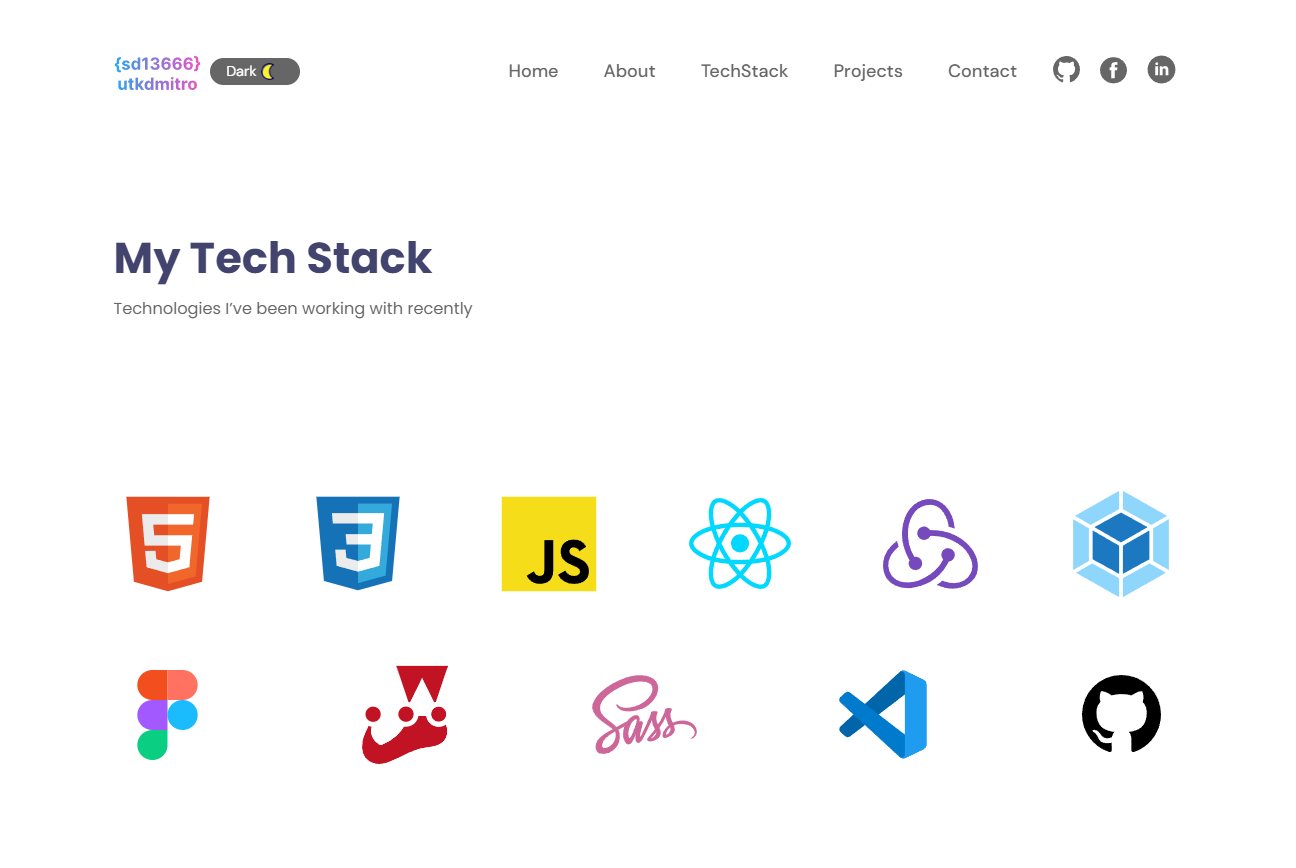 {sd13666}
utkdmitro
Dark
Home About TechStack Projects Contact
My Tech Stack
Technologies I’ve been working with recently
5 3 JS
Sass